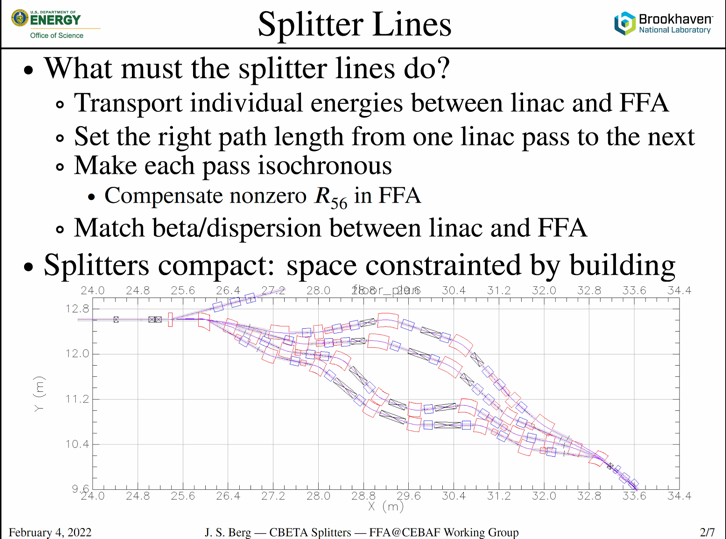 U.S. DEPARTMENT OF
ENERGY
Office of Science
Splitter Lines
Brookhaven
National Laboratory
• What must the splitter lines do?
Transport individual energies between linac and FFA
Set the right path length from one linac pass to the next
Make each pass isochronous
• Compensate nonzero R56 in FFA
Match beta/dispersion between linac and FFA
• Splitters compact: space constrainted by building
floor_plan
24.0 24.8 25.6 26.4 27.2 28.0 28.8 29.6 30.4 31.2 32.0 32.8 33.6 34.4
12.8
12.0
11.2
10.4
9.6
Y (m)
24.0 24.8 25.6 26.4 27.2 28.0 28.8 29.6 30.4 31.2 32.0 32.8 33.6 34.4
X (m)
February 4, 2022 J. S. Berg — CBETA Splitters — FFA@CEBAF Working Group 2/7